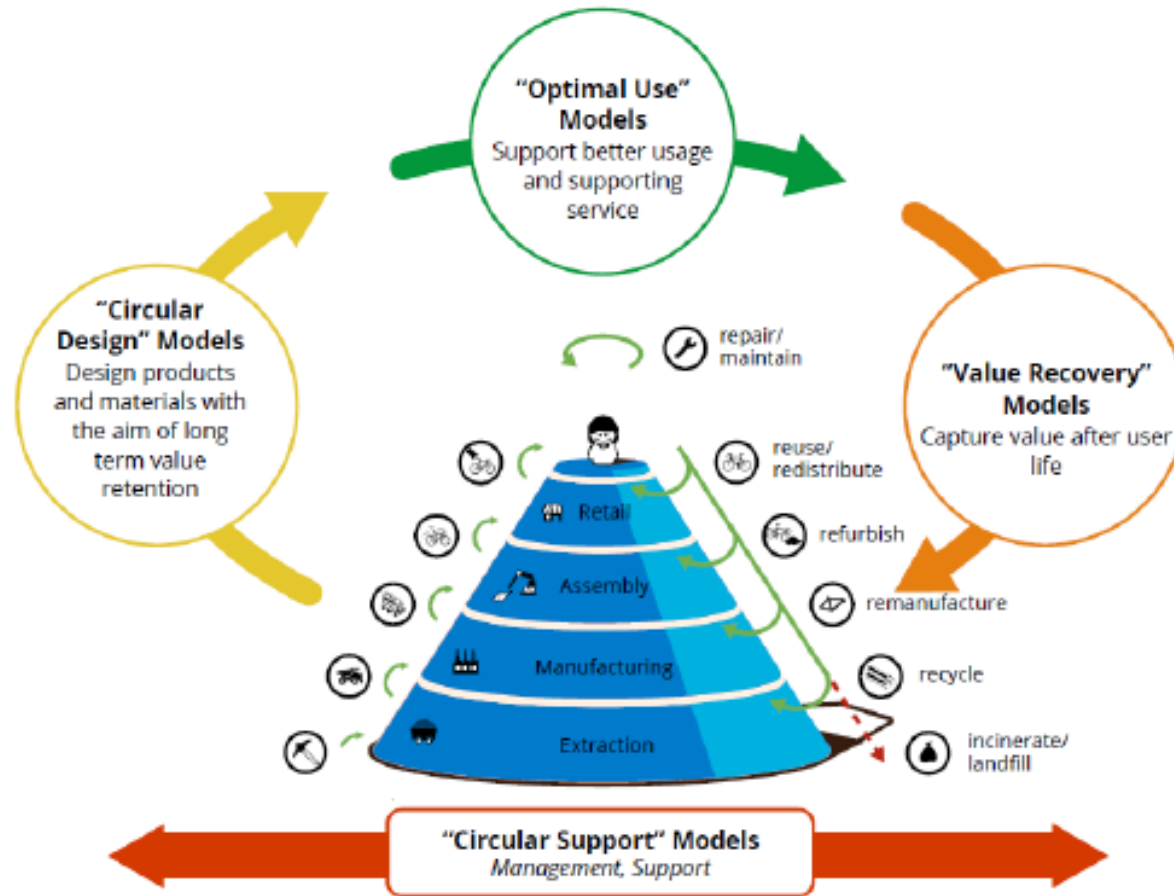 “Optimal Use”
Models
Support better usage
and supporting
service
“Circular
Design” Models
Design products
and materials with
the aim of long
term value
retention
“Value Recovery”
Models
Capture value after user
life
repair/
maintain
reuse/
redistribute
Retail
refurbish
Assembly
remanufacture
Manufacturing
recycle
Extraction
incinerate/
landfill
“Circular Support” Models
Management, Support